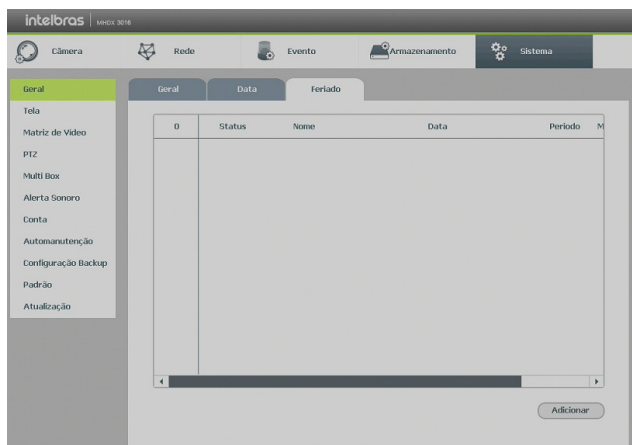 intelbras | MHDX 3016
Câmera Rede Evento Armazenamento Sistema
Geral
Tela
Matriz de Vídeo
PTZ
Multi Box
Alerta Sonoro
Conta
Automanutenção
Configuração Backup
Padrão
Atualização
Geral Data Feriado
0 Status Nome Data Período M
Adicionar